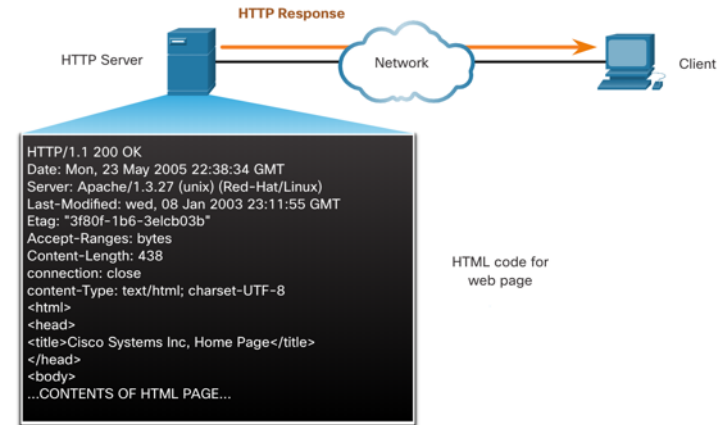 HTTP Response
HTTP Server
Network
Client
HTTP/1.1 200 OK
Date: Mon, 23 May 2005 22:38:34 GMT
Server: Apache/1.3.27 (unix) (Red-Hat/Linux)
Last-Modified: wed, 08 Jan 2003 23:11:55 GMT
Etag: "3f80f-1b6-3elcb03b"
Accept-Ranges: bytes
Content-Length: 438
connection: close
content-Type: text/html; charset-UTF-8
<html>
<head>
<title>Cisco Systems Inc, Home Page</title>
</head>
<body>
...CONTENTS OF HTML PAGE...
HTML code for
web page